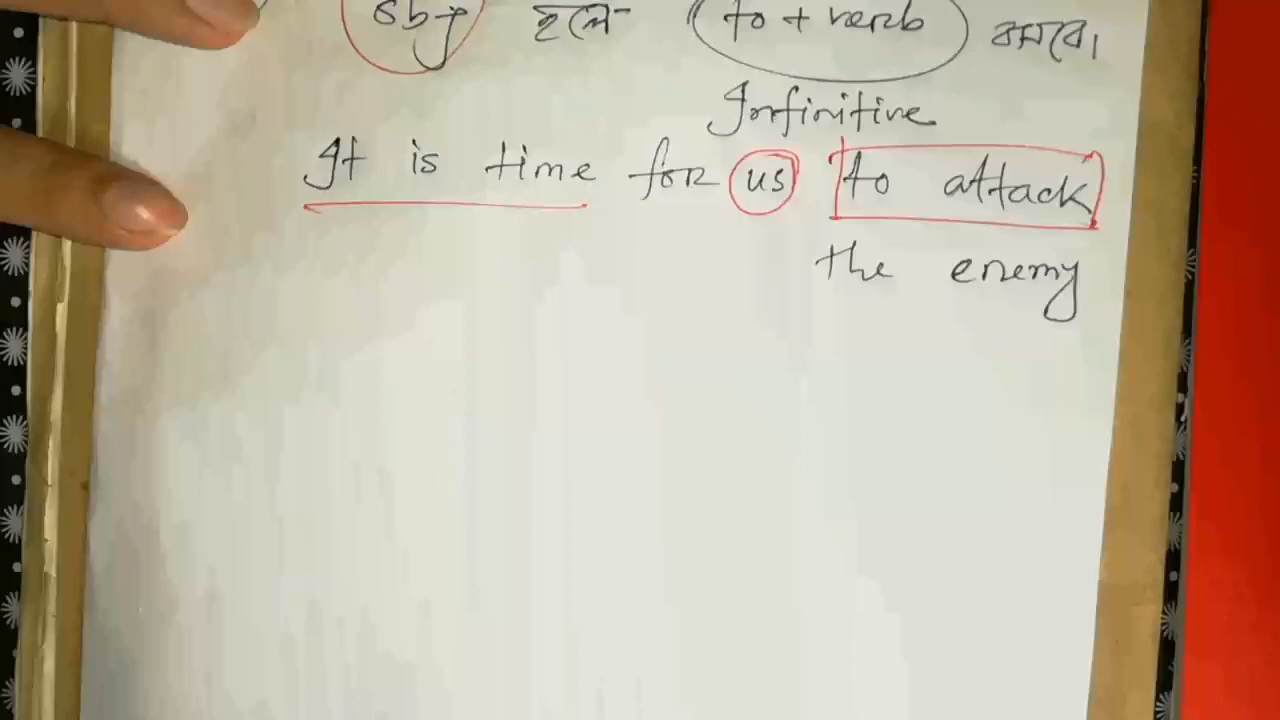 obj হলে to + verb বসবে।
Infinitive
It is time for us to attack
the enemy